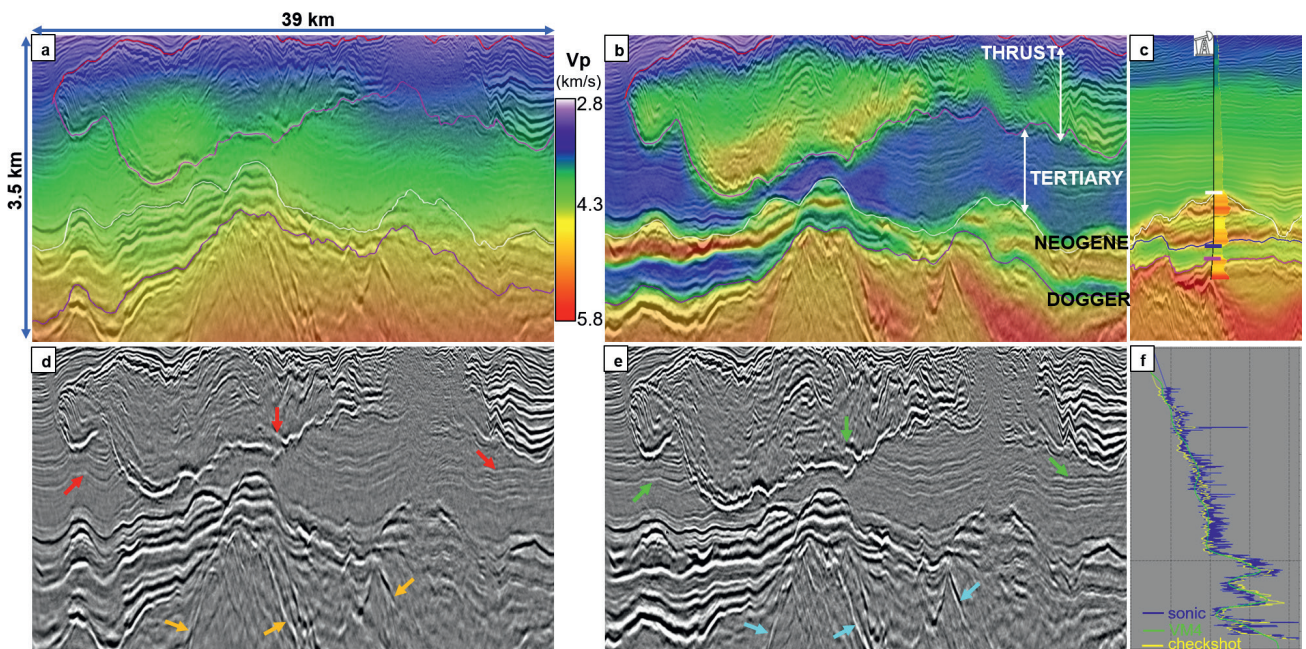 39 km
a
b
c
THRUST
Vp
(km/s)
2.8
3.5 km
TERTIARY
4.3
NEOGENE
DOGGER
5.8
d
e
f
sonic
checkshot